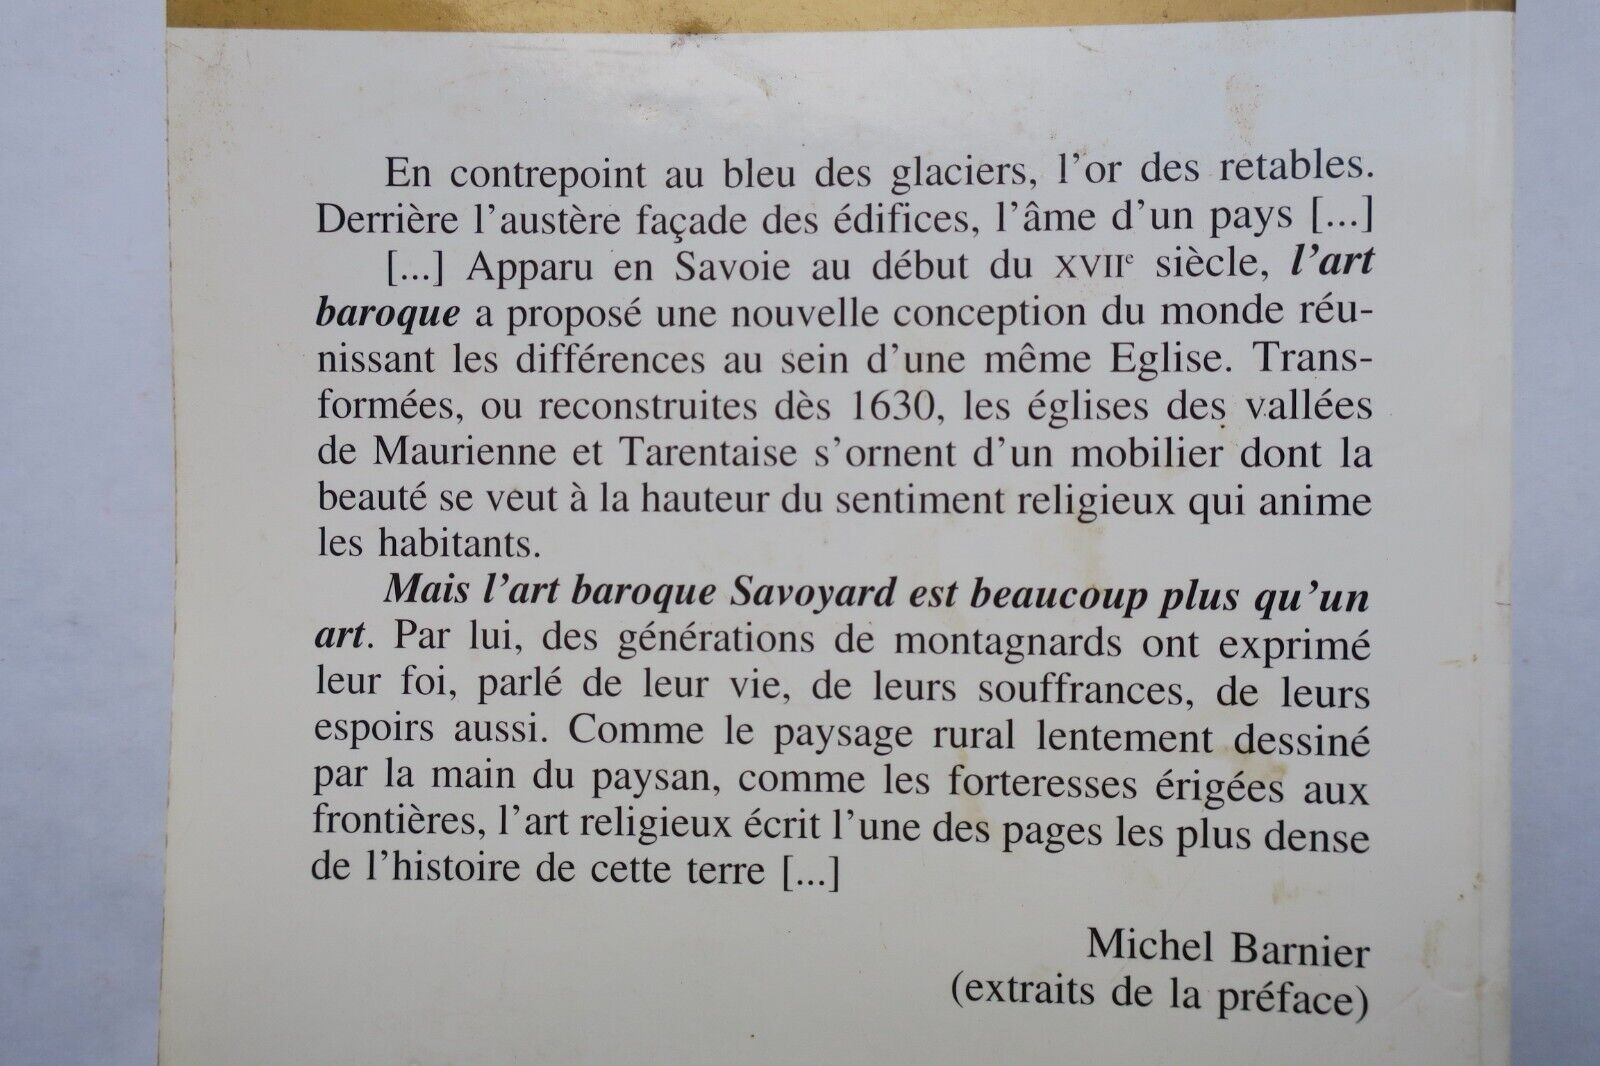 En contrepoint au bleu des glaciers, l'or des retables.
Derrière l'austère façade des édifices, l'âme d'un pays [...]
[...] Apparu en Savoie au début du XVIIe siècle, l'art
baroque a proposé une nouvelle conception du monde réu-
nissant les différences au sein d'une même Eglise. Trans-
formées, ou reconstruites dès 1630, les églises des vallées
de Maurienne et Tarentaise s'ornent d'un mobilier dont la
beauté se veut à la hauteur du sentiment religieux qui anime
les habitants.
Mais l'art baroque Savoyard est beaucoup plus qu'un
art. Par lui, des générations de montagnards ont exprimé
leur foi, parlé de leur vie, de leurs souffrances, de leurs
espoirs aussi. Comme le paysage rural lentement dessiné
par la main du paysan, comme les forteresses érigées aux
frontières, l'art religieux écrit l'une des pages les plus dense
de l'histoire de cette terre [...]
Michel Barnier
(extraits de la préface)